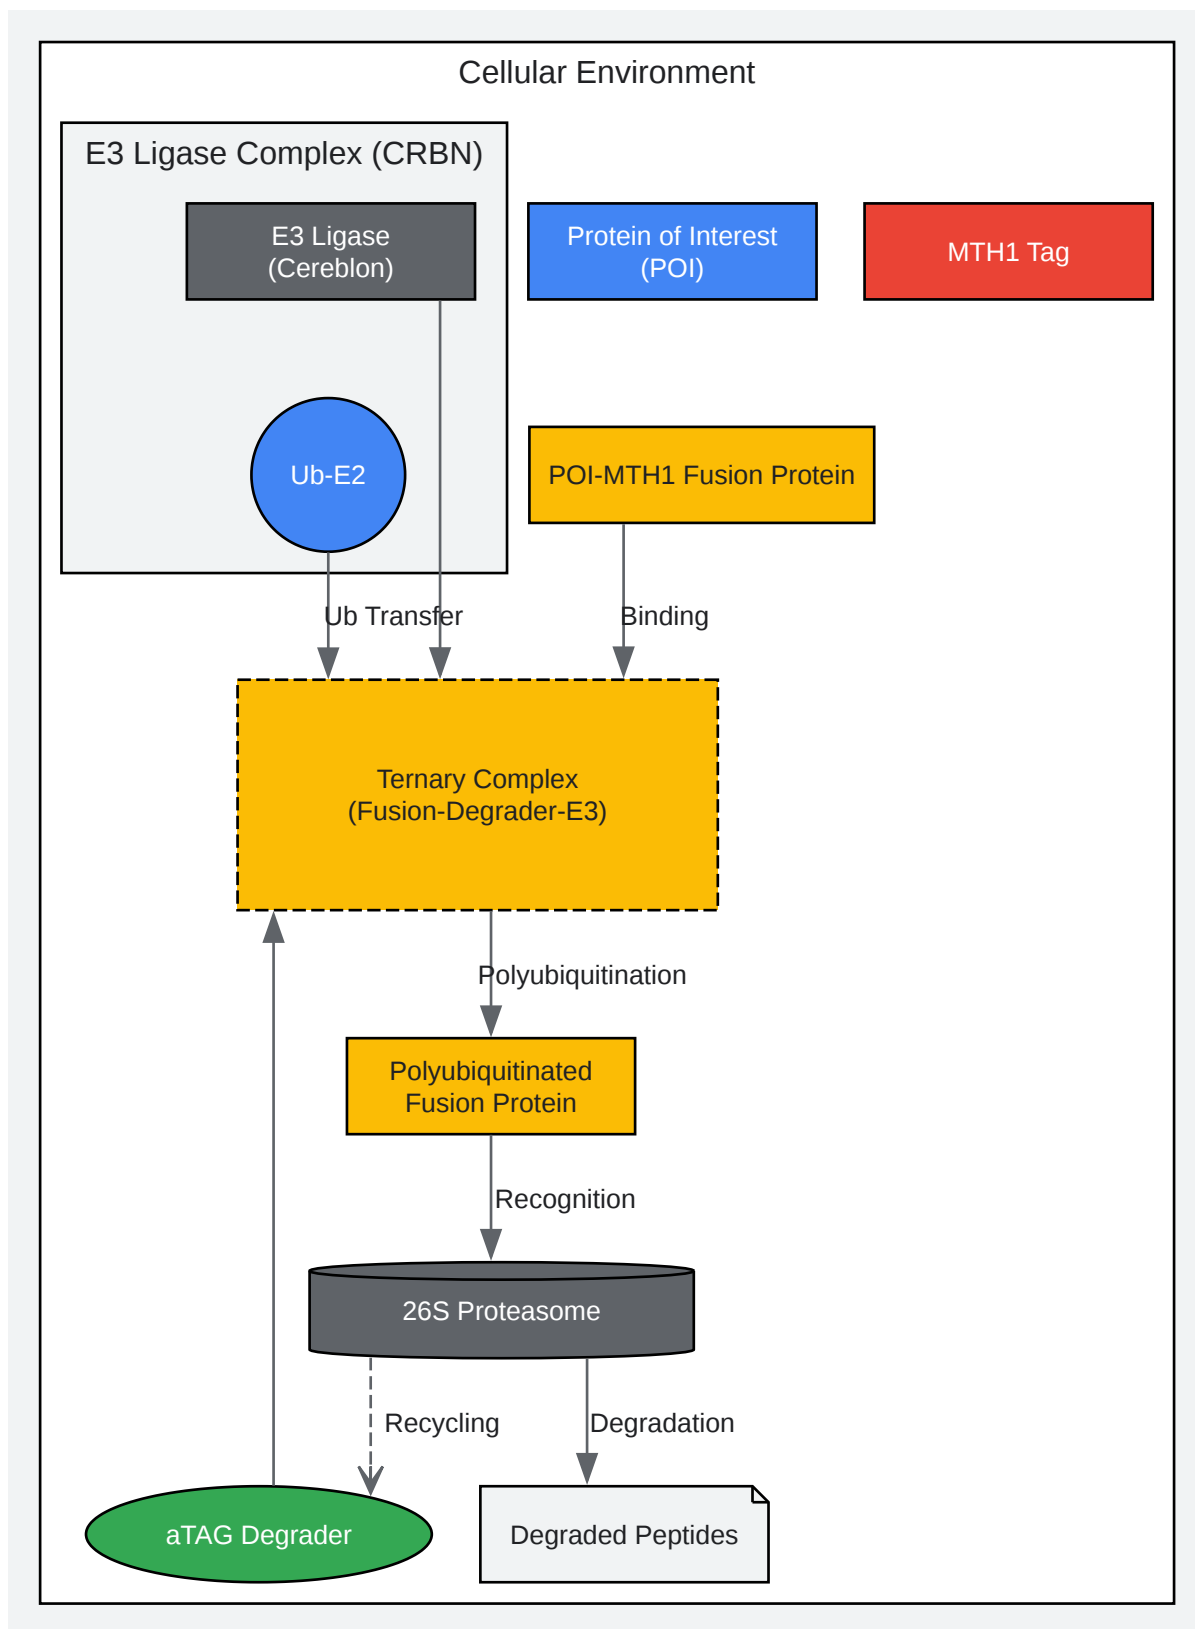 Cellular Environment
E3 Ligase Complex (CRBN)
E3 Ligase
(Cereblon)
Protein of Interest
(POI)
MTH1 Tag
Ub-E2
POI-MTH1 Fusion Protein
Ub Transfer
Binding
Ternary Complex
(Fusion-Degrader-E3)
Polyubiquitination
Polyubiquitinated
Fusion Protein
Recognition
26S Proteasome
Recycling
Degradation
aTAG Degrader
Degraded Peptides